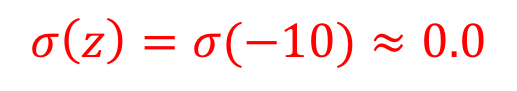 σ(z) = σ(−10) ≈ 0.0